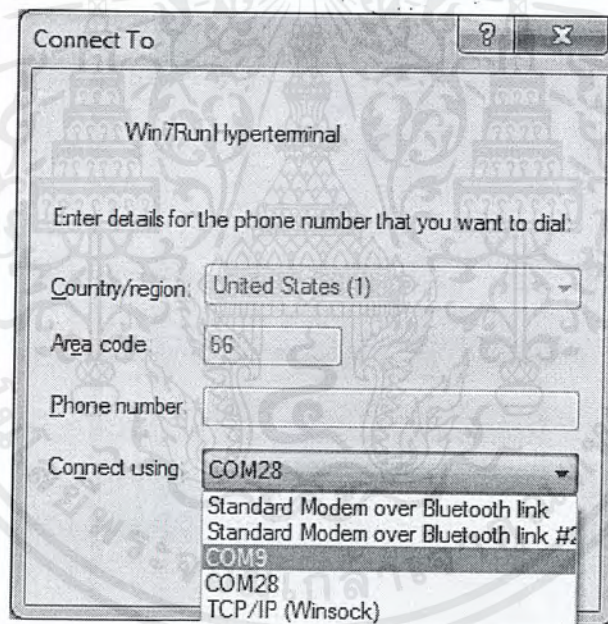 Connect To
Win7RunHyperterminal
Enter details for the phone number that you want to dal:
Country/region: United States (1)
Area code 66
Phone number:
Connect using: COM28
Standard Modem over Bluetooth link
Standard Modem over Bluetooth link #2
COM9
COM28
TCP/IP (Winsock)